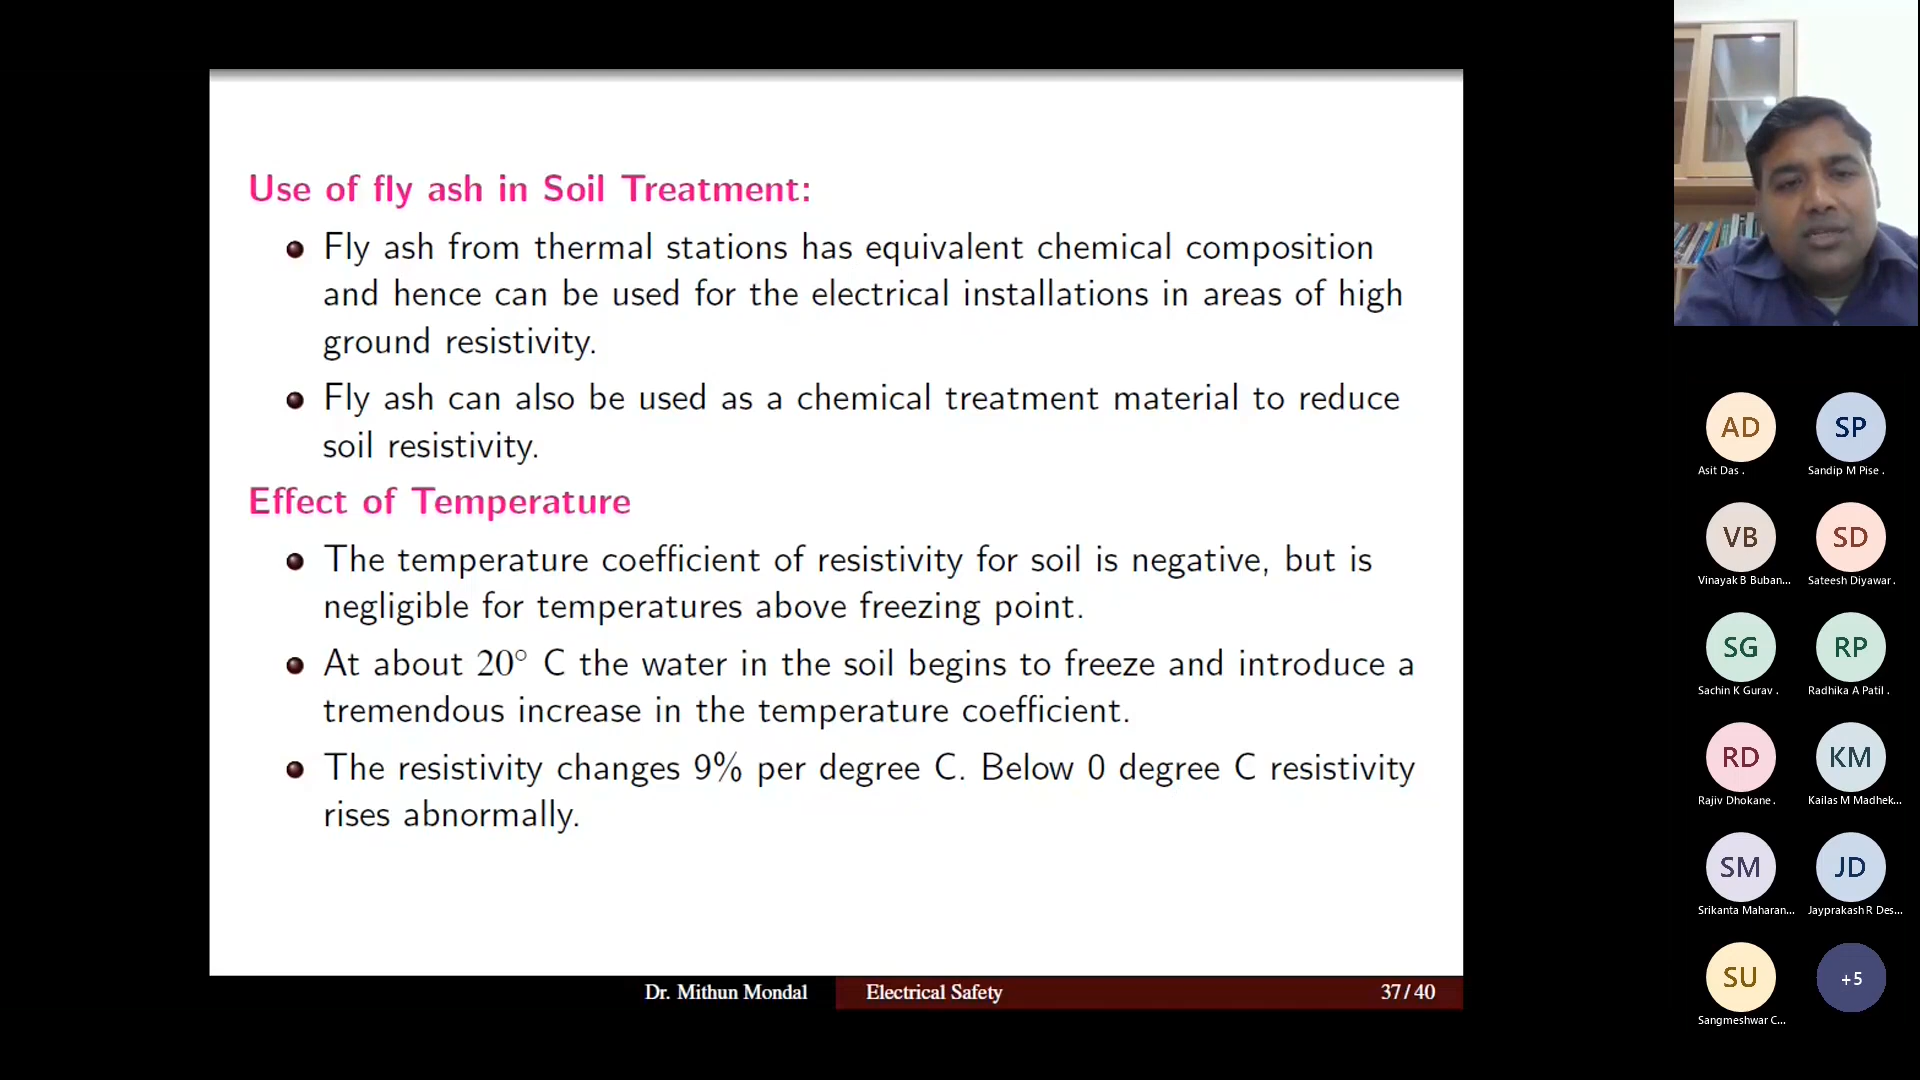 Use of fly ash in Soil Treatment:
Fly ash from thermal stations has equivalent chemical composition
and hence can be used for the electrical installations in areas of high
ground resistivity.
Fly ash can also be used as a chemical treatment material to reduce
soil resistivity.
Effect of Temperature
The temperature coefficient of resistivity for soil is negative, but is
negligible for temperatures above freezing point.
At about 20° C the water in the soil begins to freeze and introduce a
tremendous increase in the temperature coefficient.
The resistivity changes 9% per degree C. Below 0 degree C resistivity
rises abnormally.
Dr. Mithun Mondal
Electrical Safety
37/40
AD
SP
Asit Das .
Sandip M Pise .
VB
SD
Vinayak B Buban...
Sateesh Diyawar .
SG
RP
Sachin K Gurav .
Radhika A Patil .
RD
KM
Rajiv Dhokane .
Kailas M Madhek...
SM
JD
Srikanta Maharan...
Jayprakash R Des...
SU
+5
Sangmeshwar C...